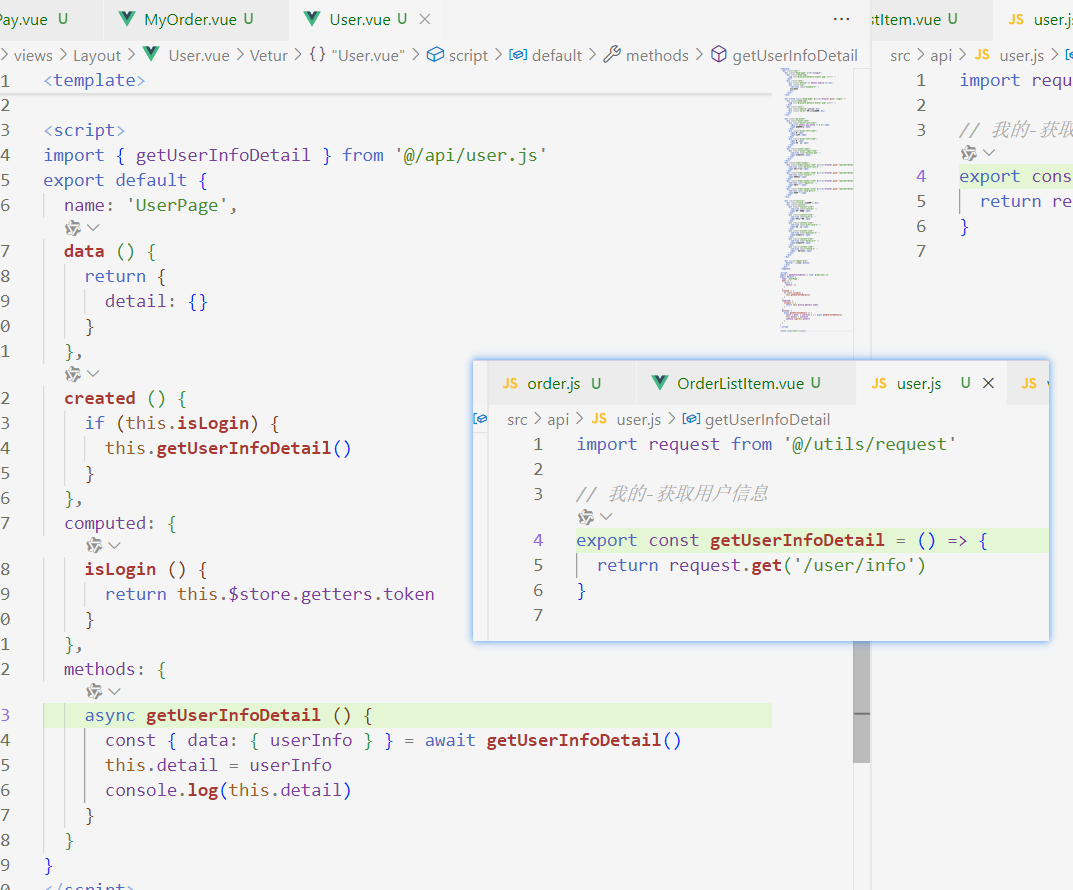 Pay.vue U MyOrder.vue U User.vue U
views Layout User.vue Vetur {} "User.vue" script default methods getUserInfoDetail
1 <template>
2
3 <script>
4 import { getUserInfoDetail } from '@/api/user.js'
5 export default {
6 name: 'UserPage',
7 data () {
8 return {
9 detail: {}
0 }
1 },
2 created () {
3 if (this.isLogin) {
4 this.getUserInfoDetail()
5 }
6 },
7 computed: {
8 isLogin () {
9 return this.$store.getters.token
0 }
1 },
2 methods: {
3 async getUserInfoDetail () {
4 const { data: { userInfo } } = await getUserInfoDetail()
5 this.detail = userInfo
6 console.log(this.detail)
7 }
8 }
9 }
0 </script>
stItem.vue U JS user.js
src api JS user.js
1 import requ
2
3 // 我的-获取
4 export cons
5 return re
6 }
7
JS order.js U OrderListItem.vue U JS user.js U JS
src api JS user.js getUserInfoDetail
1 import request from '@/utils/request'
2
3 // 我的-获取用户信息
4 export const getUserInfoDetail = () => {
5 return request.get('/user/info')
6 }
7